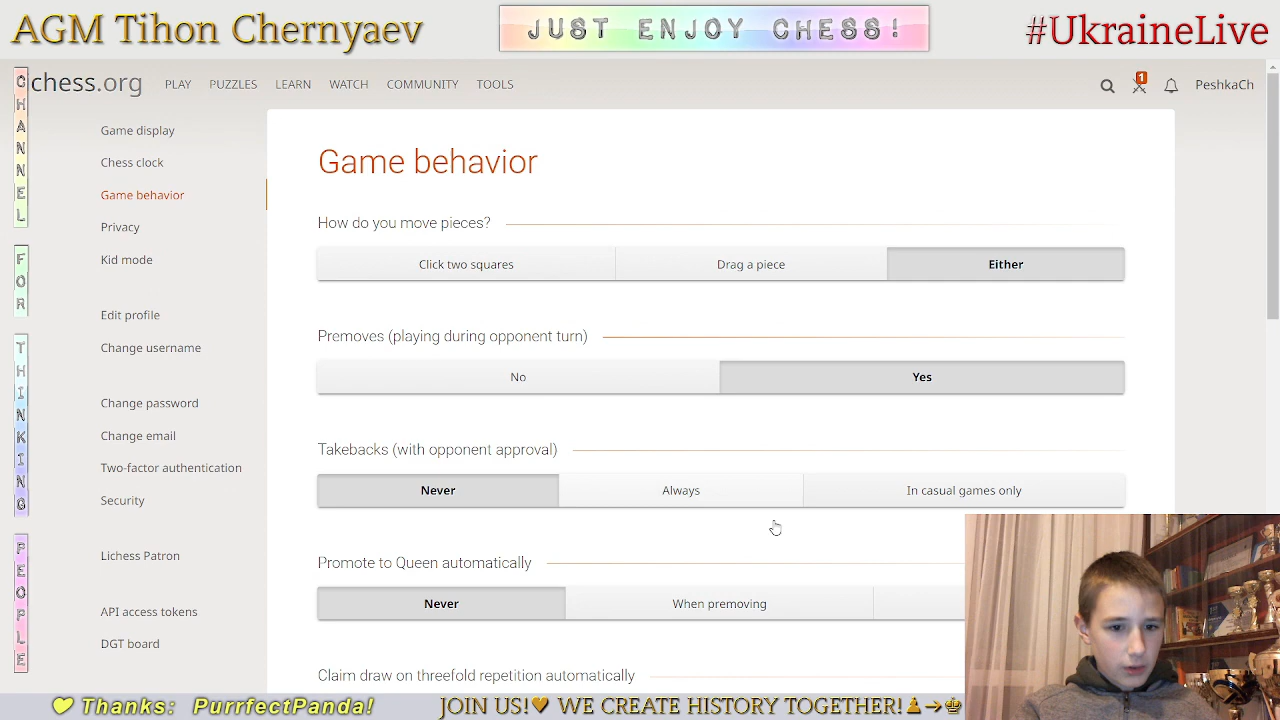 AGM Tihon Chernyaev
JUST ENJOY CHESS!
#UkraineLive
chess.org
PLAY
PUZZLES
LEARN
WATCH
COMMUNITY
TOOLS
1
PeshkaCh
CHANNEL
FOR
THINKING
PEOPLE
Game display
Chess clock
Game behavior
Privacy
Kid mode
Edit profile
Change username
Change password
Change email
Two-factor authentication
Security
Lichess Patron
API access tokens
DGT board
Game behavior
How do you move pieces?
Click two squares
Drag a piece
Either
Premoves (playing during opponent turn)
No
Yes
Takebacks (with opponent approval)
Never
Always
In casual games only
Promote to Queen automatically
Never
When premoving
Claim draw on threefold repetition automatically
Thanks: PurrfectPanda!
JOIN US!🧡 WE CREATE HISTORY TOGETHER!♟→♚